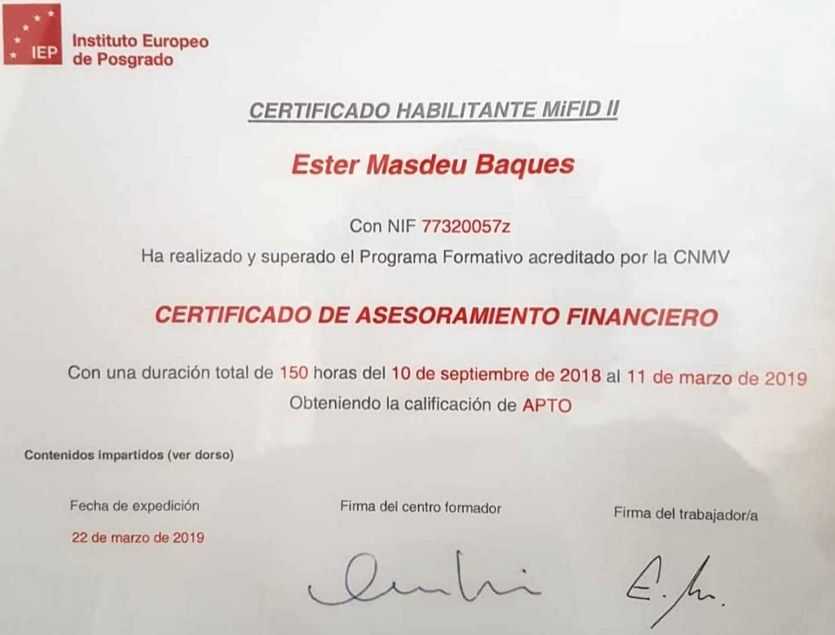 IEP
Instituto Europeo
de Posgrado
CERTIFICADO HABILITANTE MiFID II
Ester Masdeu Baques
Con NIF 77320057z
Ha realizado y superado el Programa Formativo acreditado por la CNMV
CERTIFICADO DE ASESORAMIENTO FINANCIERO
Con una duración total de 150 horas del 10 de septiembre de 2018 al 11 de marzo de 2019
Obteniendo la calificación de APTO
Contenidos impartidos (ver dorso)
Fecha de expedición
22 de marzo de 2019
Firma del centro formador
Firma del trabajador/a
E. M.